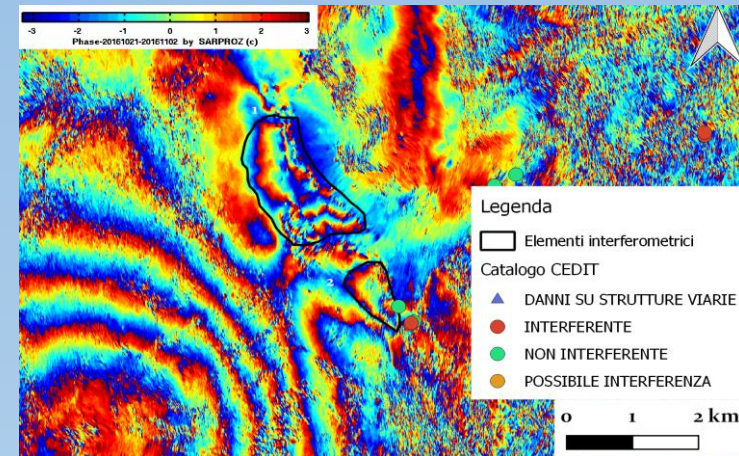 -3 -2 -1 0 1 2 3
Phase-20161021-20161102 by SARPROZ (c)
1
2
Legenda
Elementi interferometrici
Catalogo CEDIT
DANNI SU STRUTTURE VIARIE
INTERFERENTE
NON INTERFERENTE
POSSIBILE INTERFERENZA
0 1 2 km